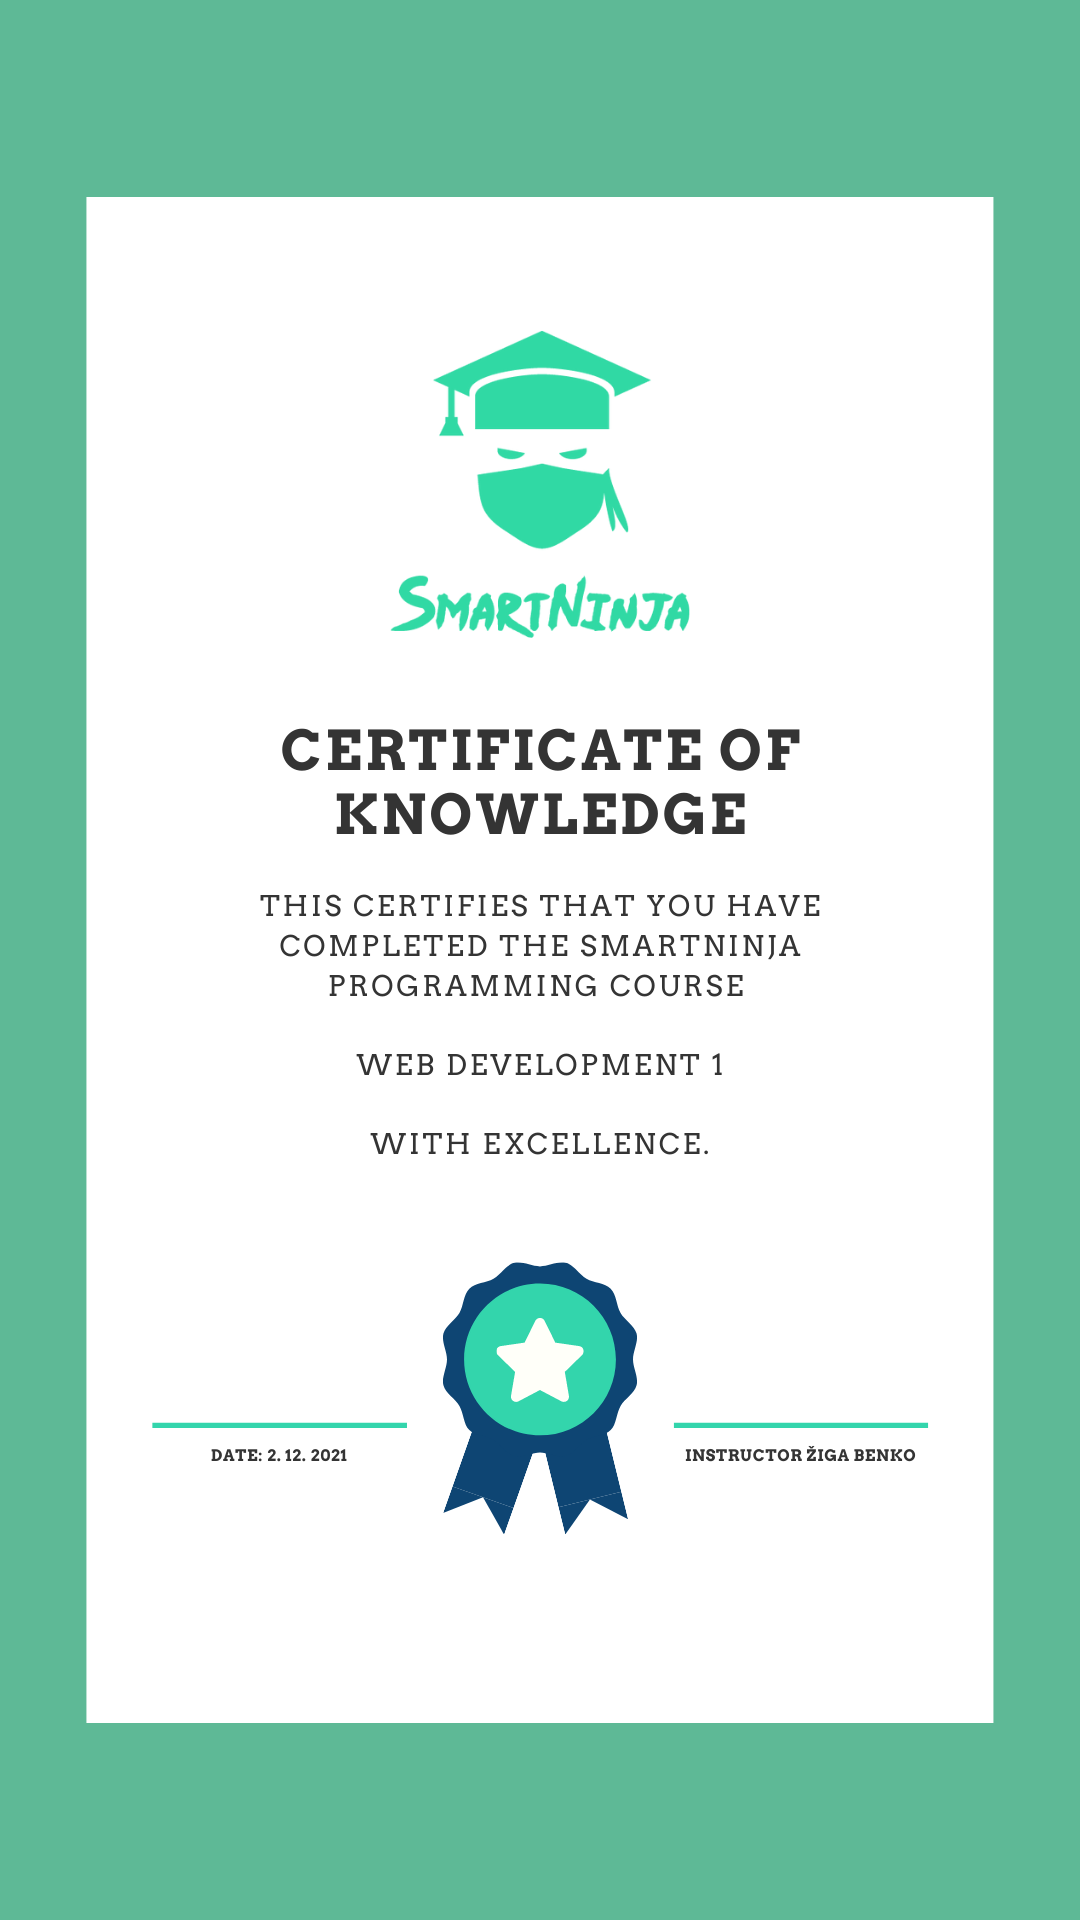 SMARTNINJA
CERTIFICATE OF
KNOWLEDGE
THIS CERTIFIES THAT YOU HAVE
COMPLETED THE SMARTNINJA
PROGRAMMING COURSE
WEB DEVELOPMENT 1
WITH EXCELLENCE.
DATE: 2. 12. 2021
INSTRUCTOR ŽIGA BENKO